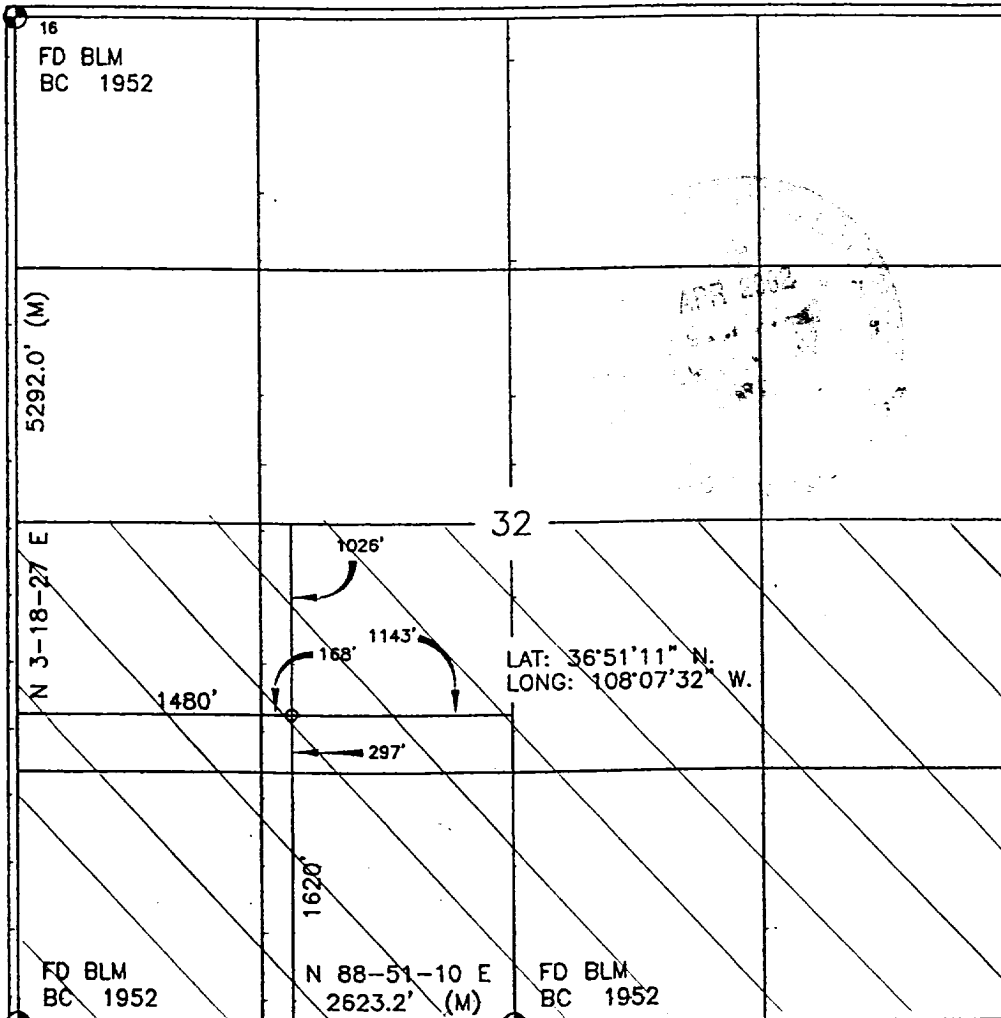 16
FD BLM
BC 1952
5292.0' (M)
N 3-18-27 E
32
1026'
1143'
168'
LAT: 36°51'11" N.
LONG: 108°07'32" W.
1480'
297'
1620'
FD BLM
BC 1952
N 88-51-10 E
2623.2' (M)
FD BLM
BC 1952